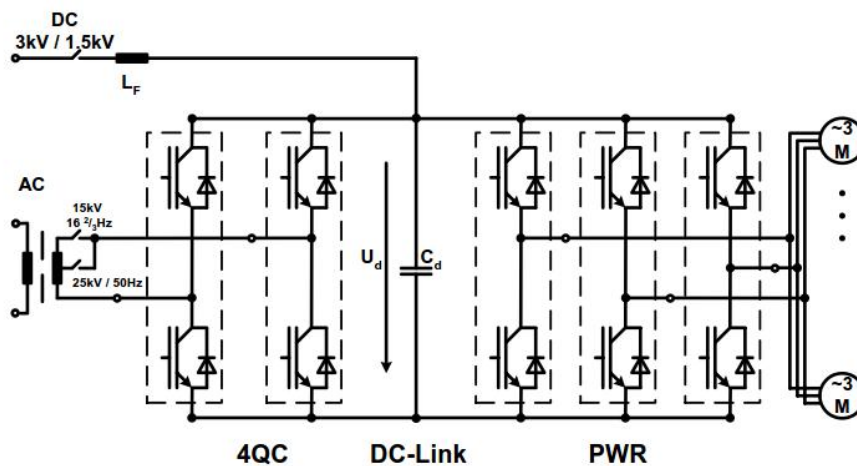 DC
3kV / 1,5kV
L_F
AC
15kV
16 2/3Hz
25kV / 50Hz
U_d
C_d
~3
M
~3
M
4QC
DC-Link
PWR